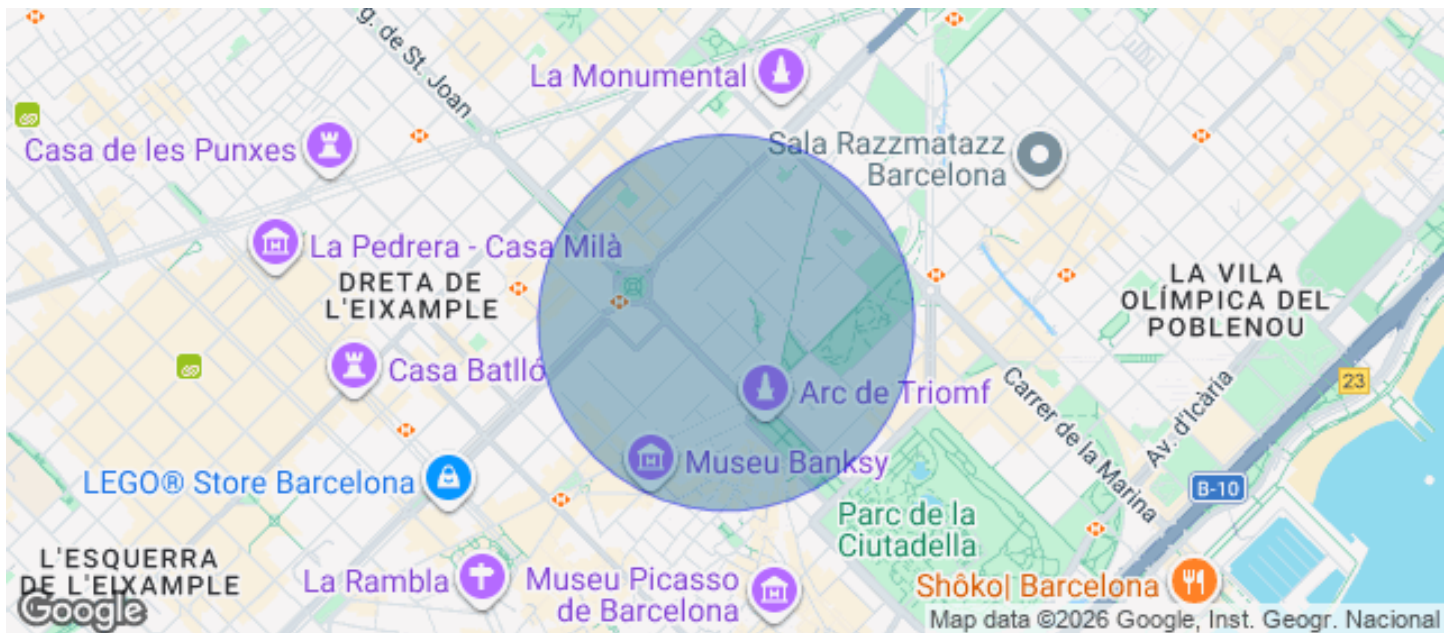 g. de St. Joan
La Monumental
Casa de les Punxes
Sala Razzmatazz
Barcelona
La Pedrera - Casa Milà
DRETA DE
L'EIXAMPLE
LA VILA
OLÍMPICA DEL
POBLENOU
Casa Batlló
Arc de Triomf
Carrer de la Marina
Av. d'Icària
23
LEGO® Store Barcelona
Museu Banksy
B-10
Parc de la
Ciutadella
L'ESQUERRA
DE L'EIXAMPLE
La Rambla
Museu Picasso
de Barcelona
Shôko| Barcelona
Google
Map data ©2026 Google, Inst. Geogr. Nacional